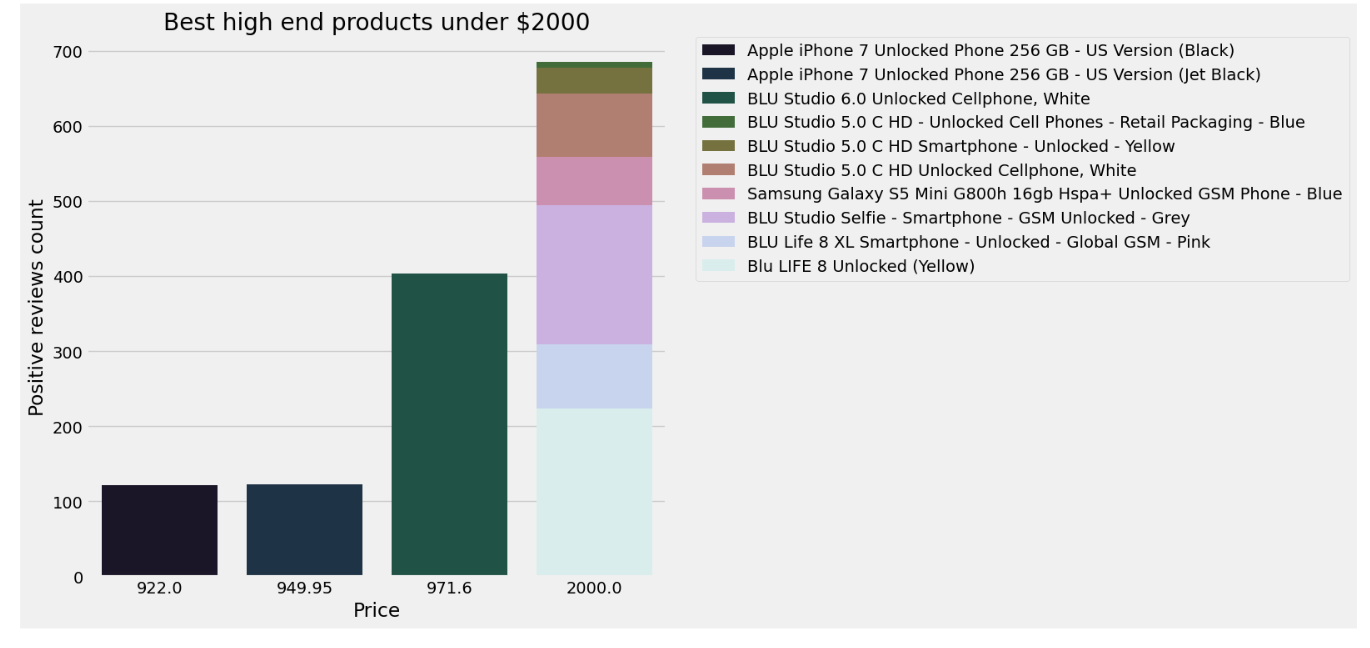 Best high end products under $2000
700
600
500
400
300
200
100
0
Positive reviews count
922.0
949.95
971.6
2000.0
Price
Apple iPhone 7 Unlocked Phone 256 GB - US Version (Black)
Apple iPhone 7 Unlocked Phone 256 GB - US Version (Jet Black)
BLU Studio 6.0 Unlocked Cellphone, White
BLU Studio 5.0 C HD - Unlocked Cell Phones - Retail Packaging - Blue
BLU Studio 5.0 C HD Smartphone - Unlocked - Yellow
BLU Studio 5.0 C HD Unlocked Cellphone, White
Samsung Galaxy S5 Mini G800h 16gb Hspa+ Unlocked GSM Phone - Blue
BLU Studio Selfie - Smartphone - GSM Unlocked - Grey
BLU Life 8 XL Smartphone - Unlocked - Global GSM - Pink
Blu LIFE 8 Unlocked (Yellow)